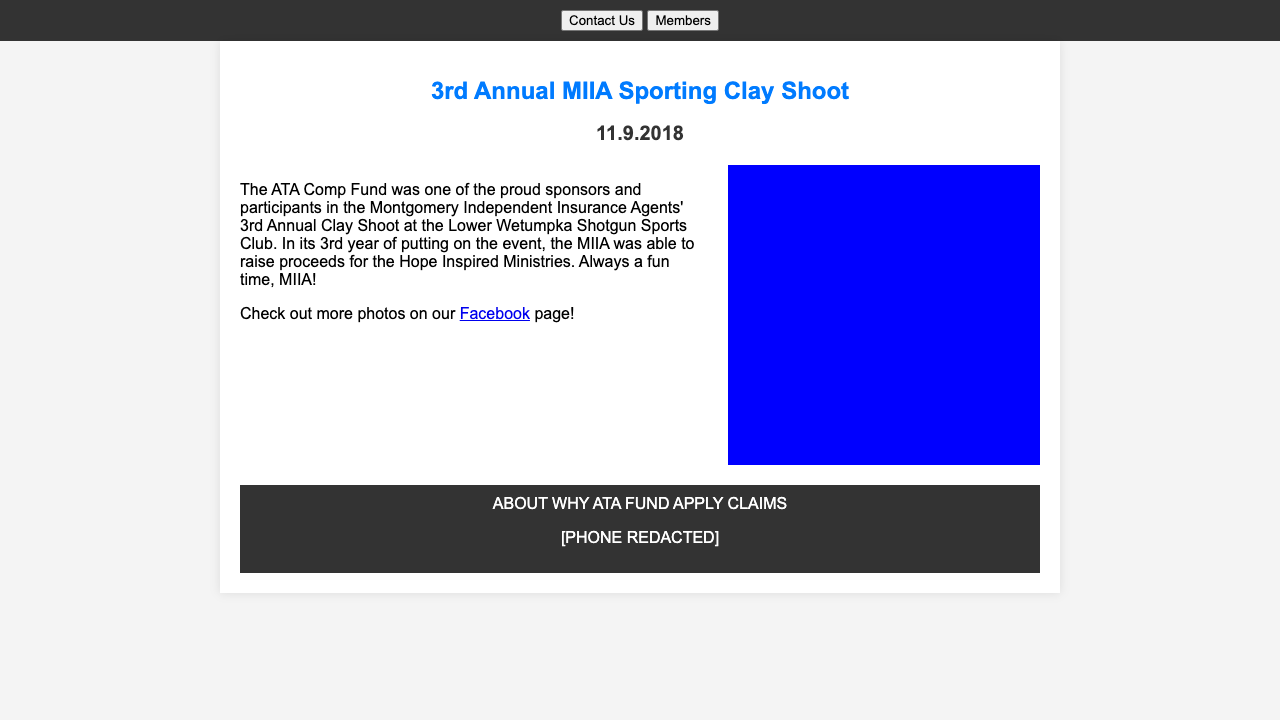 Contact Us Members
3rd Annual MIIA Sporting Clay Shoot
11.9.2018
The ATA Comp Fund was one of the proud sponsors and
participants in the Montgomery Independent Insurance Agents'
3rd Annual Clay Shoot at the Lower Wetumpka Shotgun Sports
Club. In its 3rd year of putting on the event, the MIIA was able to
raise proceeds for the Hope Inspired Ministries. Always a fun
time, MIIA!
Check out more photos on our Facebook page!
ABOUT WHY ATA FUND APPLY CLAIMS
[PHONE REDACTED]